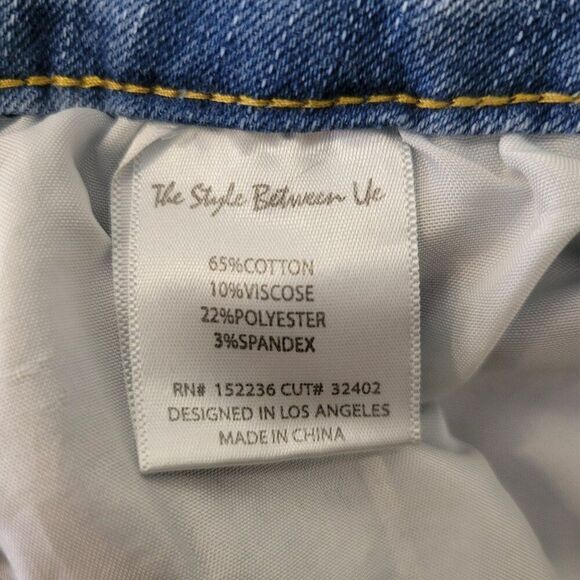 The Style Between Us
65%COTTON
10%VISCOSE
22%POLYESTER
3%SPANDEX
RN# 152236 CUT# 32402
DESIGNED IN LOS ANGELES
MADE IN CHINA